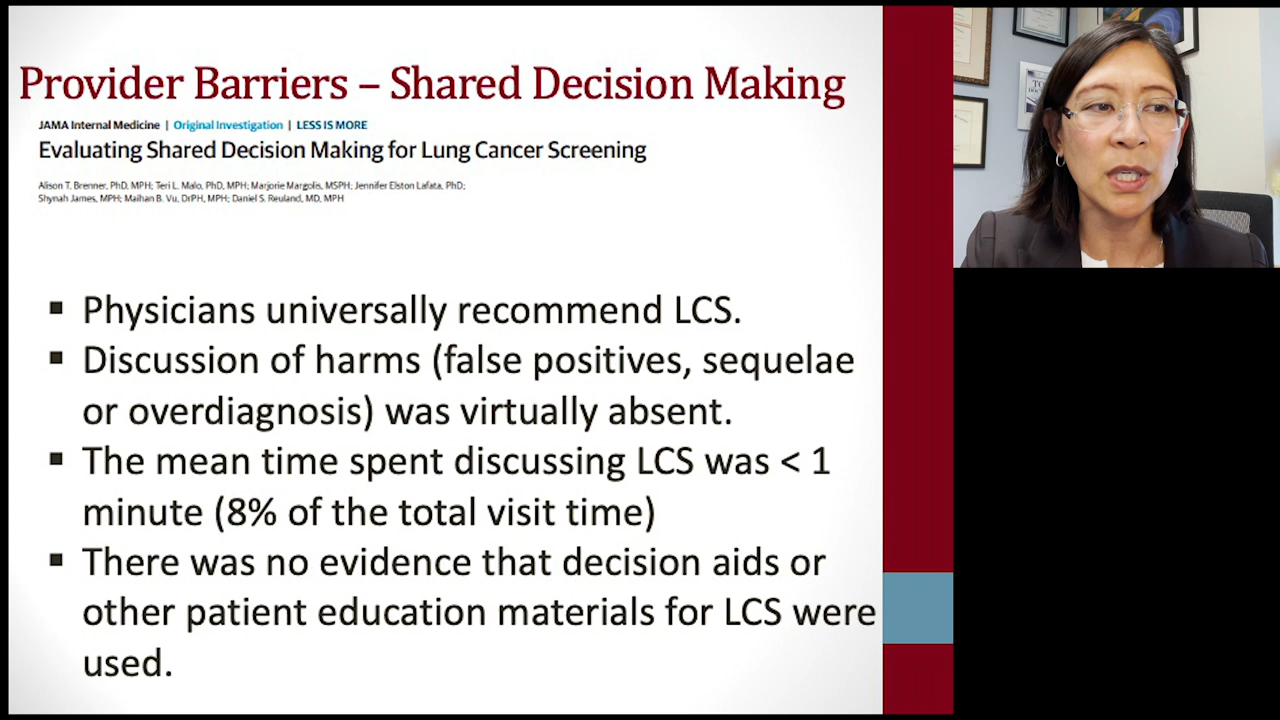 Provider Barriers – Shared Decision Making
JAMA Internal Medicine | Original Investigation | LESS IS MORE
Evaluating Shared Decision Making for Lung Cancer Screening
Alison T. Brenner, PhD, MPH; Teri L. Malo, PhD, MPH; Marjorie Margolis, MSPH; Jennifer Elston Lafata, PhD;
Shynah James, MPH; Maihan B. Vu, DrPH, MPH; Daniel S. Reuland, MD, MPH
▪ Physicians universally recommend LCS.
▪ Discussion of harms (false positives, sequelae
or overdiagnosis) was virtually absent.
▪ The mean time spent discussing LCS was < 1
minute (8% of the total visit time)
▪ There was no evidence that decision aids or
other patient education materials for LCS were
used.